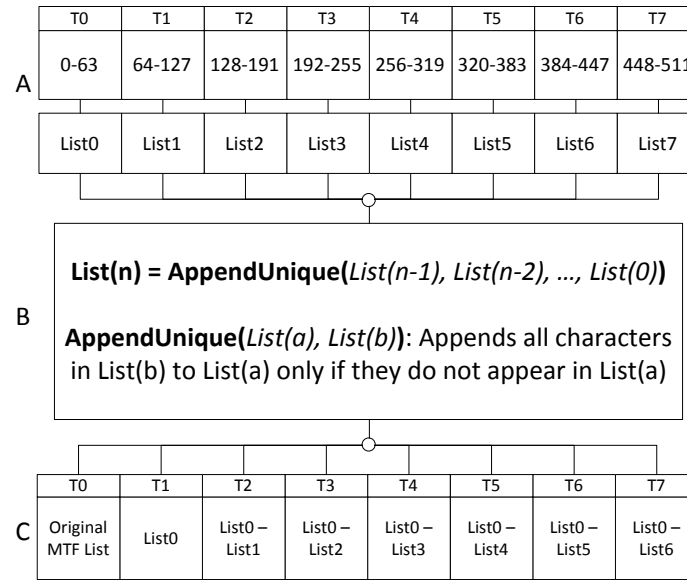 T0 T1 T2 T3 T4 T5 T6 T7
A
0-63 64-127 128-191 192-255 256-319 320-383 384-447 448-511
List0 List1 List2 List3 List4 List5 List6 List7
B
List(n) = AppendUnique(List(n-1), List(n-2), …, List(0))
AppendUnique(List(a), List(b)): Appends all characters
in List(b) to List(a) only if they do not appear in List(a)
T0 T1 T2 T3 T4 T5 T6 T7
C
Original MTF List List0 List0 – List1 List0 – List2 List0 – List3 List0 – List4 List0 – List5 List0 – List6